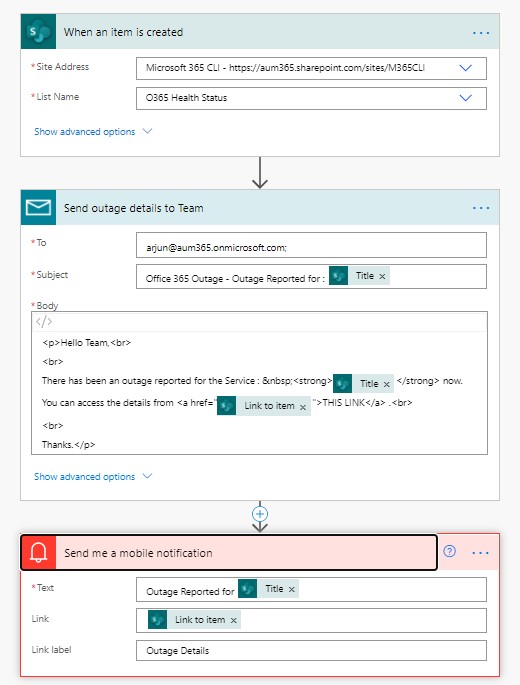 When an item is created
* Site Address
Microsoft 365 CLI - https://aum365.sharepoint.com/sites/M365CLI
* List Name
O365 Health Status
Show advanced options
Send outage details to Team
* To
arjun@aum365.onmicrosoft.com;
* Subject
Office 365 Outage - Outage Reported for : Title ×
* Body
</>
<p>Hello Team,<br>
<br>
There has been an outage reported for the Service : &nbsp;<strong> Title × </strong> now.
You can access the details from <a href=" Link to item × ">THIS LINK</a> .<br>
<br>
Thanks.</p>
Show advanced options
Send me a mobile notification
* Text
Outage Reported for Title ×
Link
Link to item ×
Link label
Outage Details